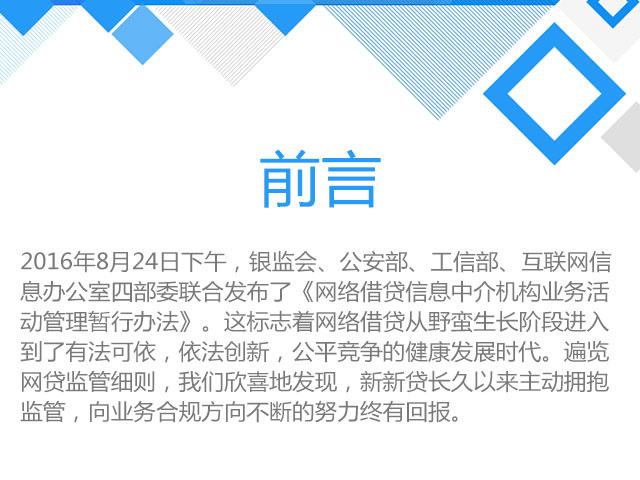 前言
2016年8月24日下午，银监会、公安部、工信部、互联网信
息办公室四部委联合发布了《网络借贷信息中介机构业务活
动管理暂行办法》。这标志着网络借贷从野蛮生长阶段进入
到了有法可依，依法创新，公平竞争的健康发展时代。遍览
网贷监管细则，我们欣喜地发现，新新贷长久以来主动拥抱
监管，向业务合规方向不断的努力终有回报。